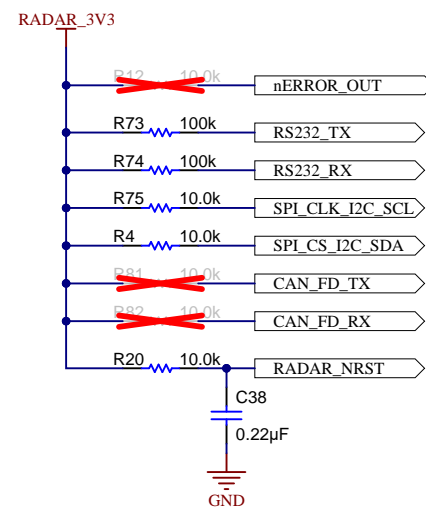 RADAR_3V3
R12 10.0k nERROR_OUT
R73 100k RS232_TX
R74 100k RS232_RX
R75 10.0k SPI_CLK_I2C_SCL
R4 10.0k SPI_CS_I2C_SDA
R81 10.0k CAN_FD_TX
R82 10.0k CAN_FD_RX
R20 10.0k RADAR_NRST
C38
0.22µF
GND